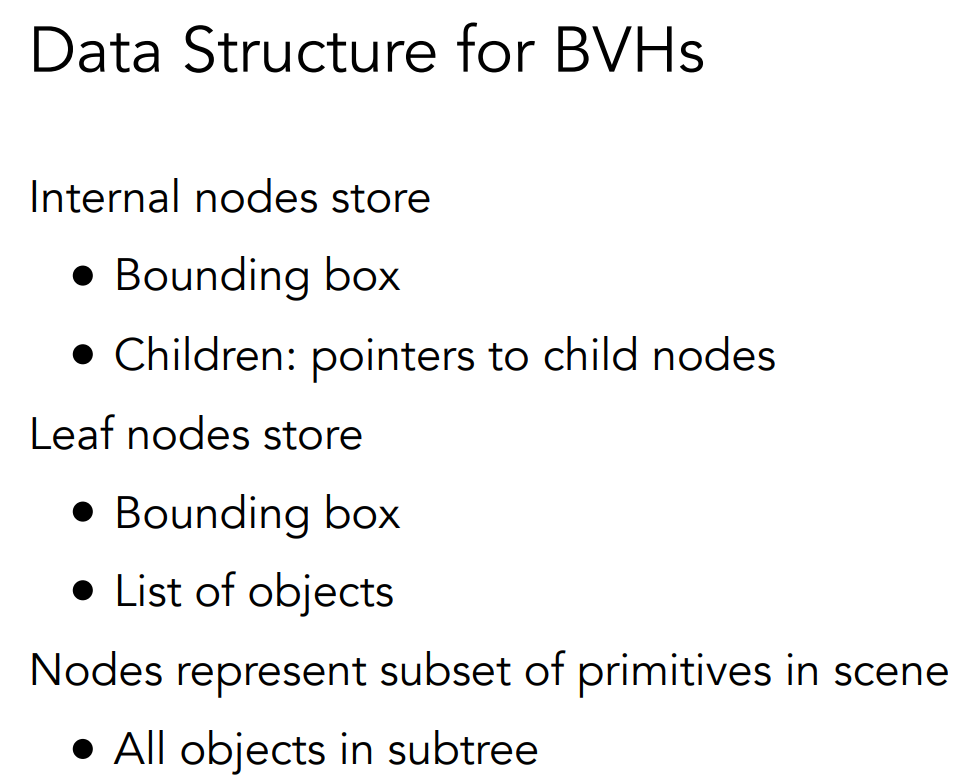 Data Structure for BVHs
Internal nodes store
● Bounding box
● Children: pointers to child nodes
Leaf nodes store
● Bounding box
● List of objects
Nodes represent subset of primitives in scene
● All objects in subtree